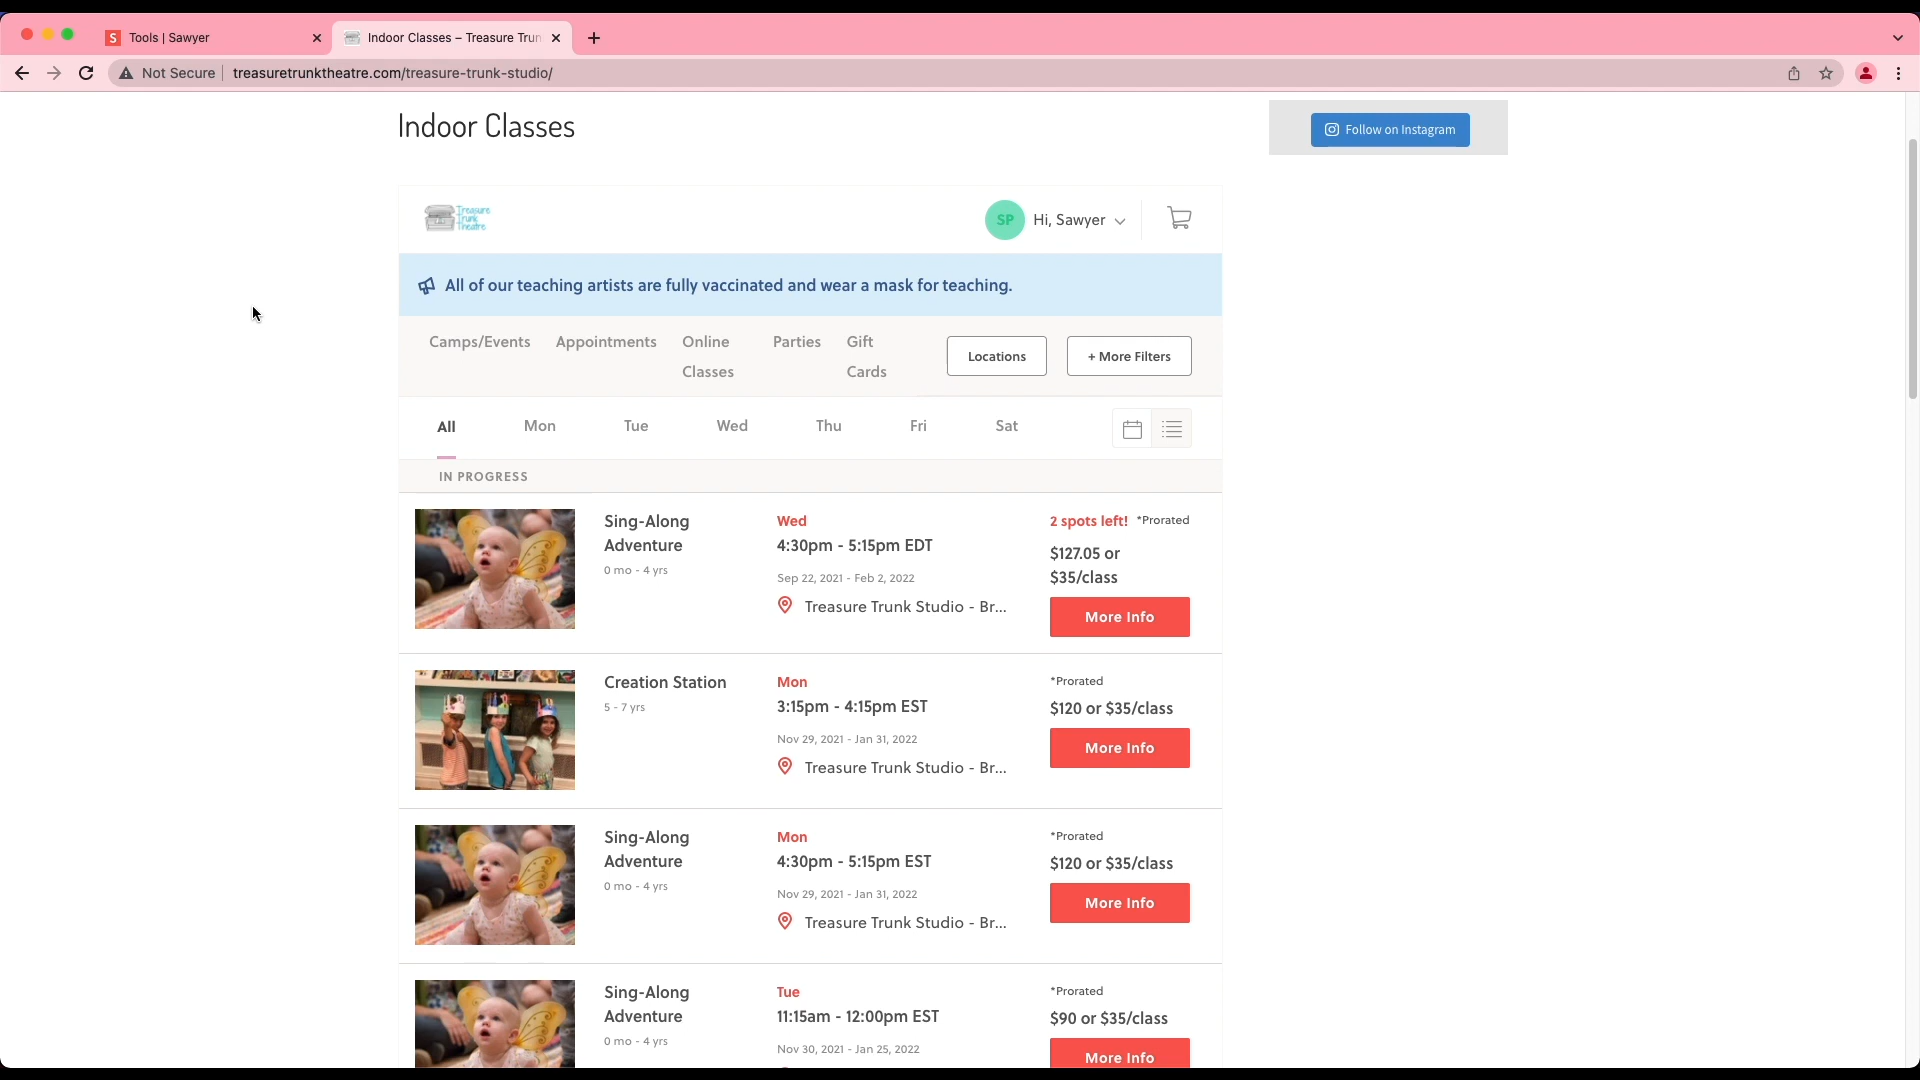 Tools | Sawyer
Indoor Classes – Treasure Trun
Not Secure
treasuretrunktheatre.com/treasure-trunk-studio/
Indoor Classes
Follow on Instagram
Treasure
Trunk
Theatre
SP
Hi, Sawyer
All of our teaching artists are fully vaccinated and wear a mask for teaching.
Camps/Events
Appointments
Online
Classes
Parties
Gift
Cards
Locations
+ More Filters
All
Mon
Tue
Wed
Thu
Fri
Sat
IN PROGRESS
Sing-Along
Adventure
0 mo - 4 yrs
Wed
4:30pm - 5:15pm EDT
Sep 22, 2021 - Feb 2, 2022
Treasure Trunk Studio - Br...
2 spots left! *Prorated
$127.05 or
$35/class
More Info
Creation Station
5 - 7 yrs
Mon
3:15pm - 4:15pm EST
Nov 29, 2021 - Jan 31, 2022
Treasure Trunk Studio - Br...
*Prorated
$120 or $35/class
More Info
Sing-Along
Adventure
0 mo - 4 yrs
Mon
4:30pm - 5:15pm EST
Nov 29, 2021 - Jan 31, 2022
Treasure Trunk Studio - Br...
*Prorated
$120 or $35/class
More Info
Sing-Along
Adventure
0 mo - 4 yrs
Tue
11:15am - 12:00pm EST
Nov 30, 2021 - Jan 25, 2022
*Prorated
$90 or $35/class
More Info